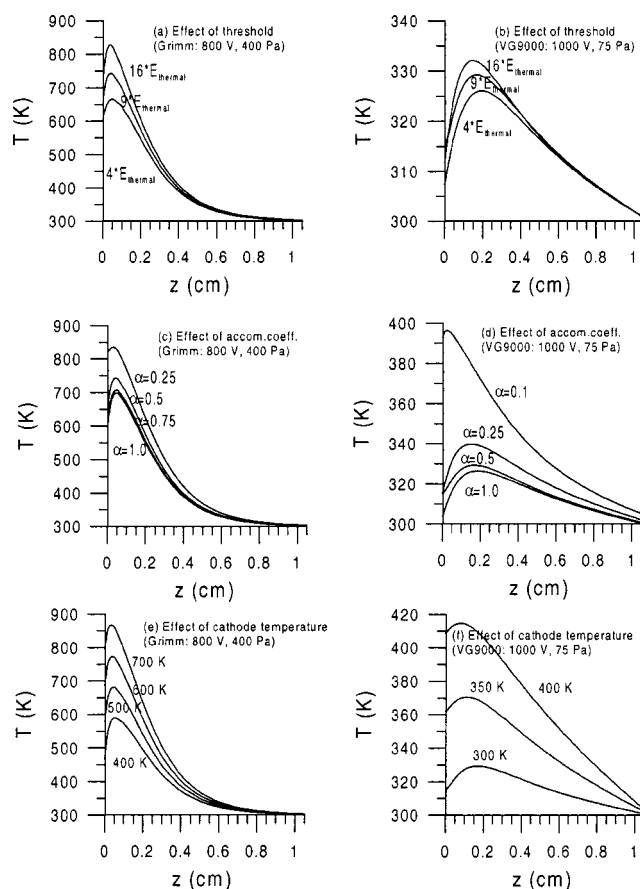 (a) Effect of threshold
(Grimm: 800 V, 400 Pa)
T (K)
900
800
700
600
500
400
300
16*Ethermal
9*Ethermal
4*Ethermal
0 0.2 0.4 0.6 0.8 1
z (cm)
(b) Effect of threshold
(VG9000: 1000 V, 75 Pa)
T (K)
340
330
320
310
300
16*Ethermal
9*Ethermal
4*Ethermal
0 0.2 0.4 0.6 0.8 1
z (cm)
(c) Effect of accom.coeff.
(Grimm: 800 V, 400 Pa)
T (K)
900
800
700
600
500
400
300
α=0.25
α=0.5
α=0.75
α=1.0
0 0.2 0.4 0.6 0.8 1
z (cm)
(d) Effect of accom.coeff.
(VG9000: 1000 V, 75 Pa)
T (K)
400
380
360
340
320
300
α=0.1
α=0.25
α=0.5
α=1.0
0 0.2 0.4 0.6 0.8 1
z (cm)
(e) Effect of cathode temperature
(Grimm: 800 V, 400 Pa)
T (K)
900
800
700
600
500
400
300
700 K
600 K
500 K
400 K
0 0.2 0.4 0.6 0.8 1
z (cm)
(f) Effect of cathode temperature
(VG9000: 1000 V, 75 Pa)
T (K)
420
400
380
360
340
320
300
400 K
350 K
300 K
0 0.2 0.4 0.6 0.8 1
z (cm)